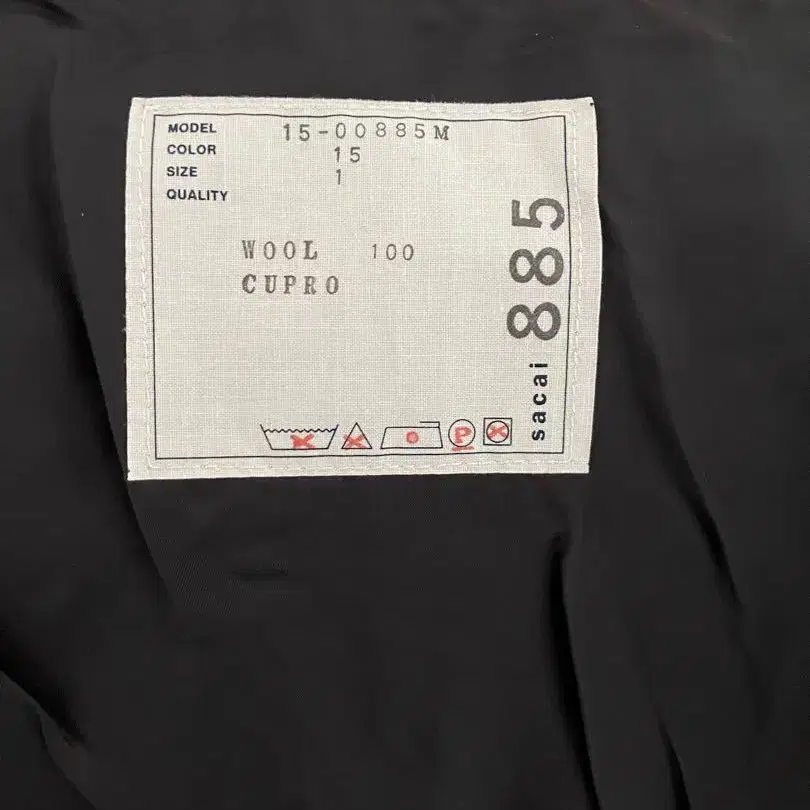 MODEL 15-00885M
COLOR 15
SIZE 1
QUALITY
WOOL 100
CUPRO
P
sacai 885